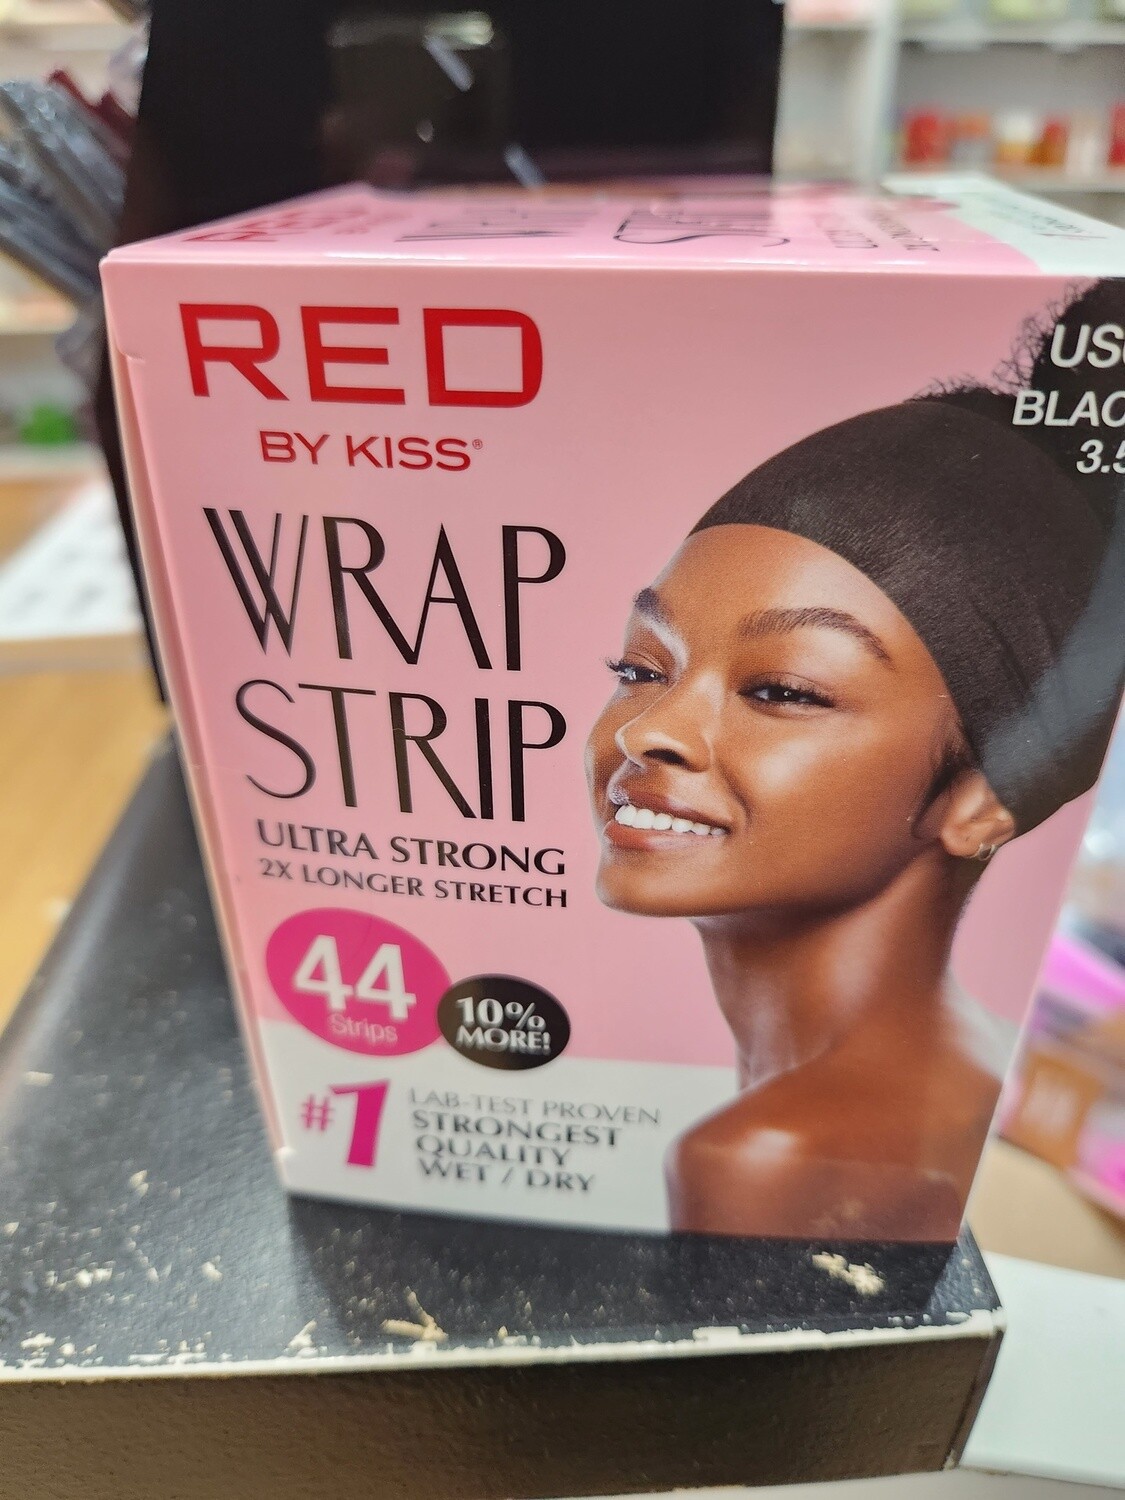 RED
BY KISS®
WRAP
STRIP
ULTRA STRONG
2X LONGER STRETCH
44
Strips
10%
MORE!
#1
LAB-TEST PROVEN
STRONGEST
QUALITY
WET / DRY